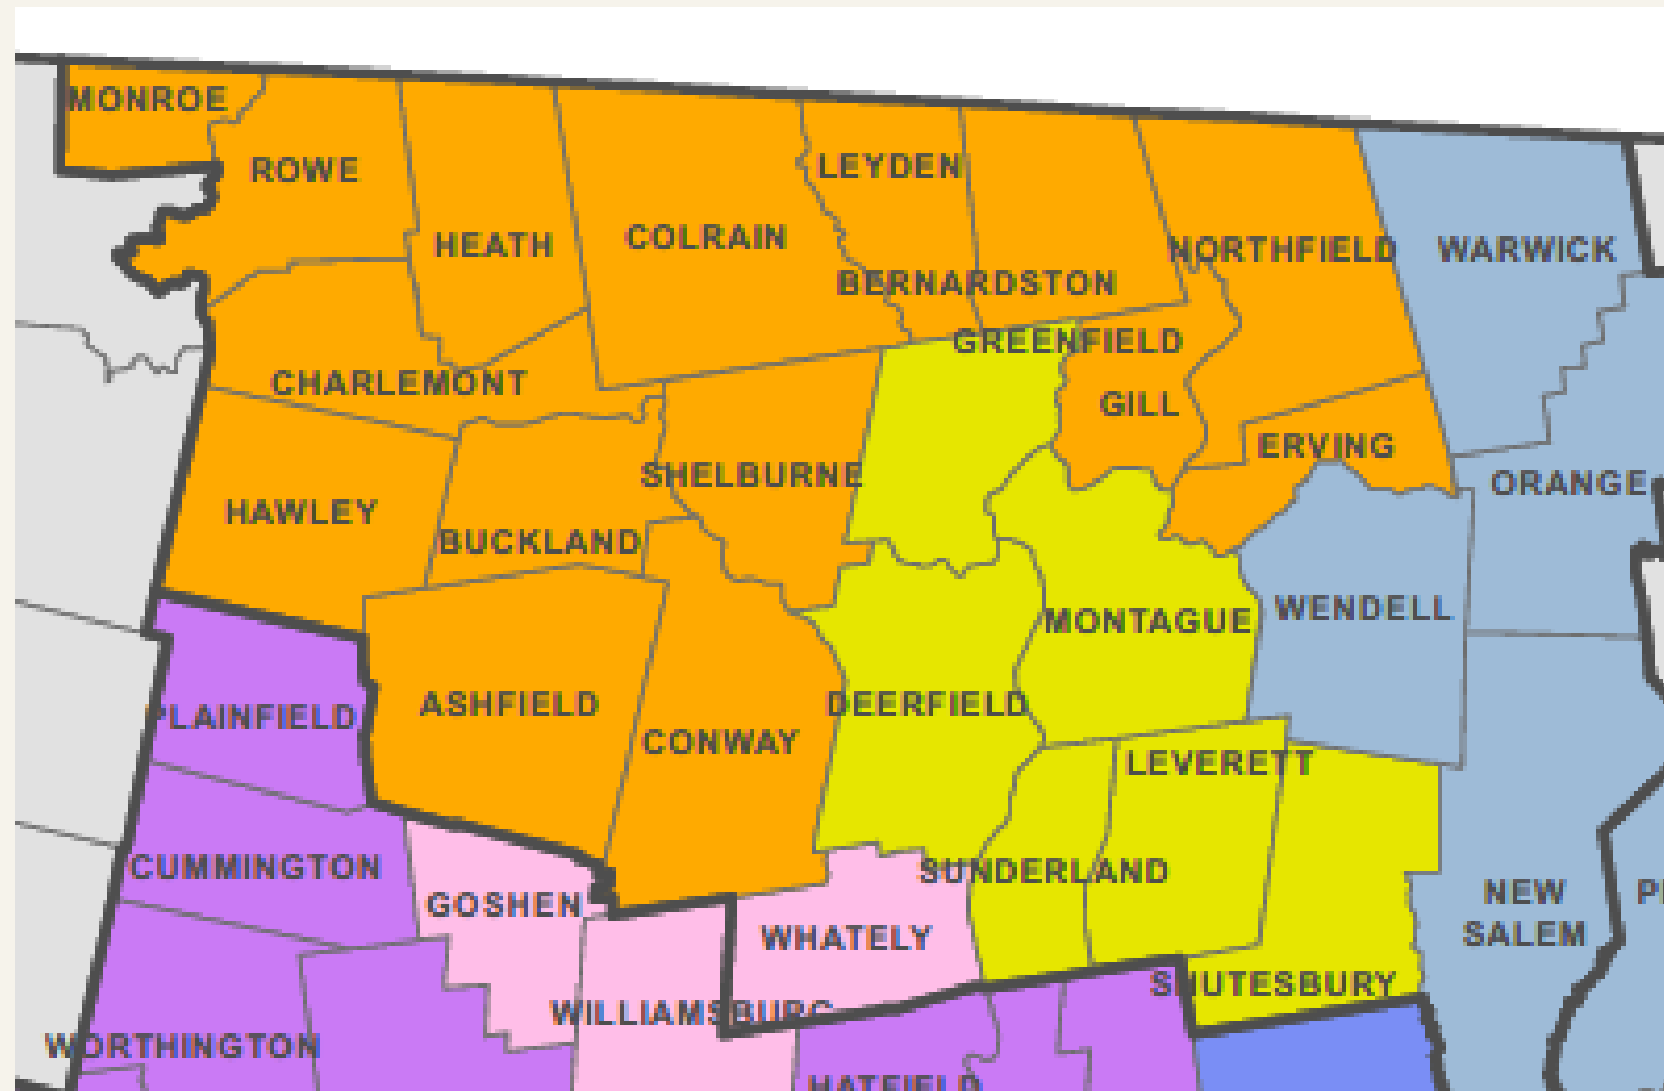 MONROE
ROWE
LEYDEN
HEATH
COLRAIN
NORTHFIELD
WARWICK
BERNARDSTON
GREENFIELD
CHARLEMONT
GILL
ERVING
SHELBURNE
ORANGE
HAWLEY
BUCKLAND
WENDELL
MONTAGUE
PLAINFIELD
ASHFIELD
DEERFIELD
CONWAY
LEVERETT
CUMMINGTON
SUNDERLAND
NEW
SALEM
GOSHEN
WHATELY
SHUTESBURY
WILLIAMSBURG
WORTHINGTON
HATFIELD